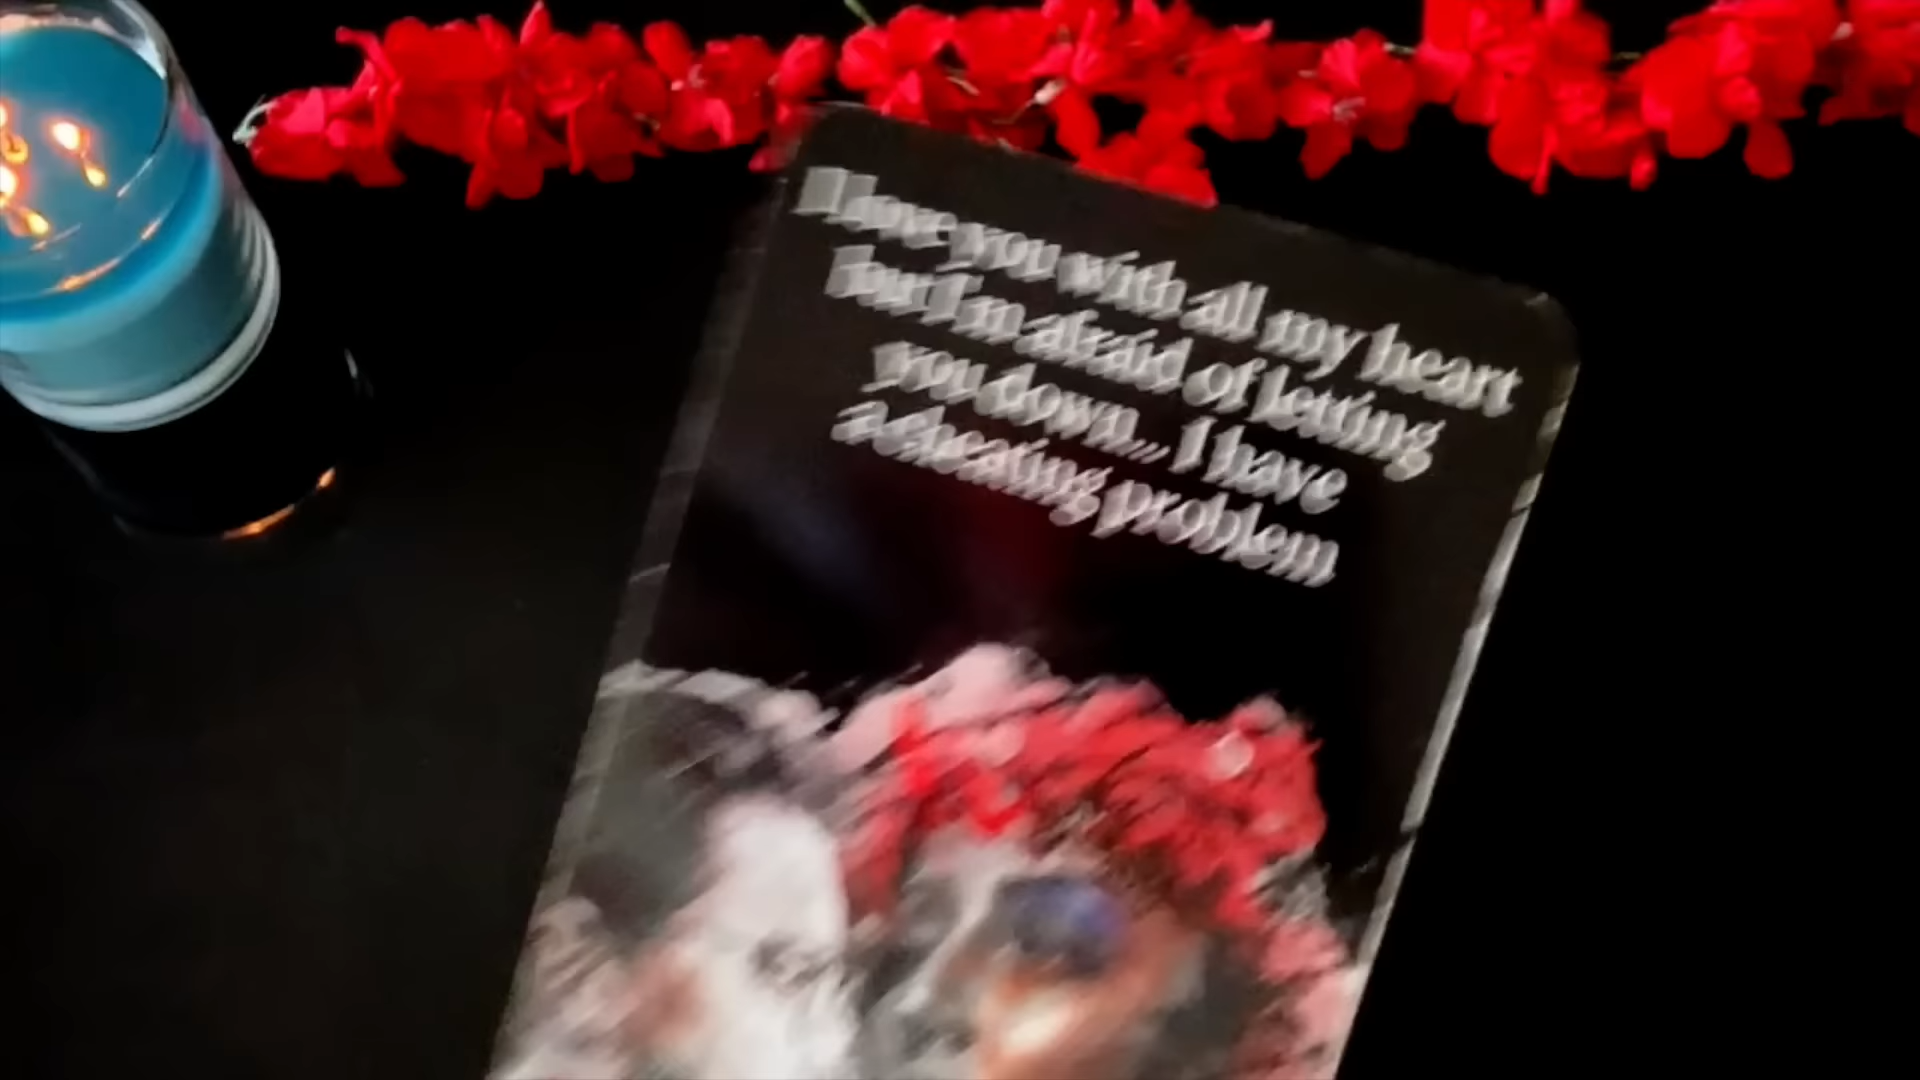 I love you with all my heart
but I'm afraid of letting
you down... I have
a cheating problem